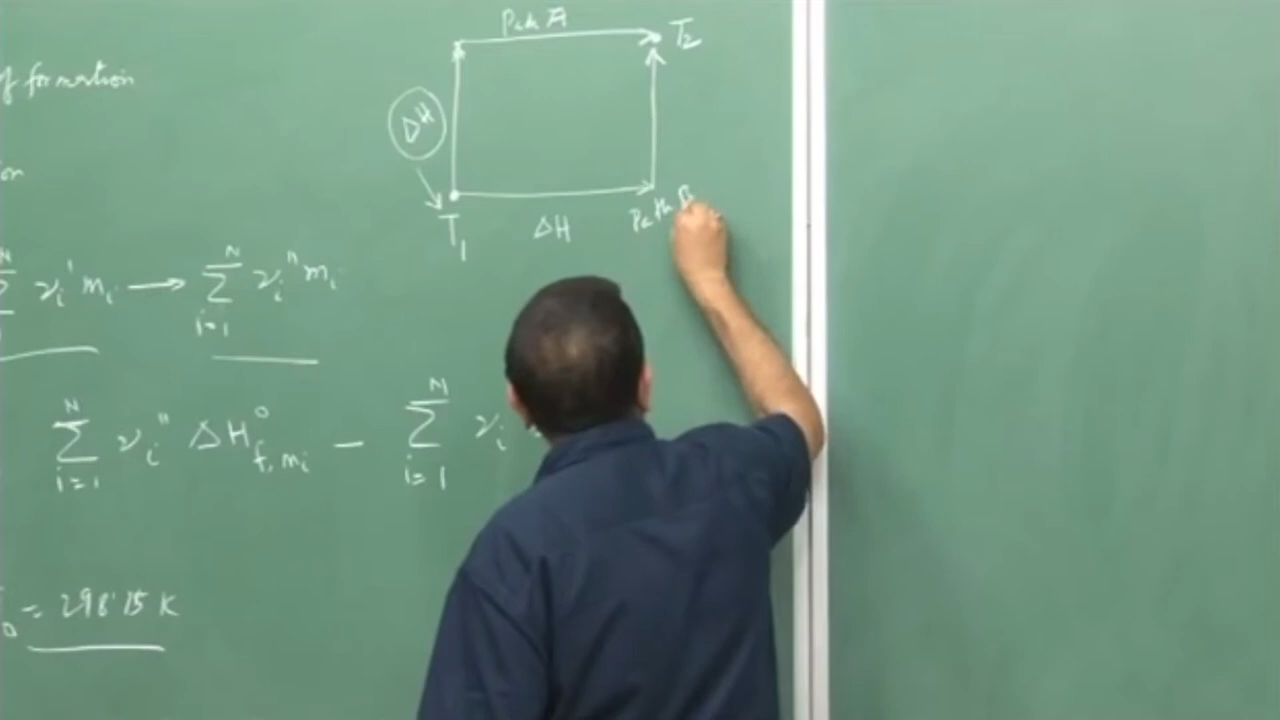 Path A
T₂
of formation
ΔH
T₁
ΔH
Path B
N
Σ νᵢ' mᵢ → Σ νᵢ'' mᵢ
i=1
N N
Σ νᵢ'' ΔH°f,mᵢ − Σ νᵢ
i=1 i=1
₀ = 298.15 K